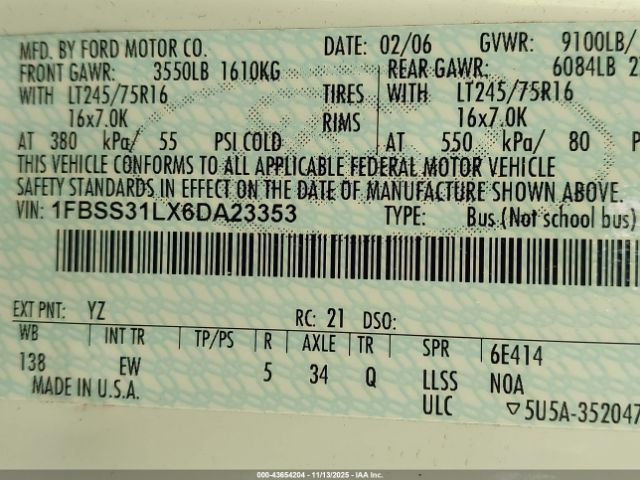 MFD. BY FORD MOTOR CO. DATE: 02/06 GVWR: 9100LB/
FRONT GAWR: 3550LB 1610KG REAR GAWR: 6084LB 2
WITH LT245/75R16 TIRES WITH LT245/75R16
16x7.0K RIMS 16x7.0K
AT 380 kPa/ 55 PSI COLD AT 550 kPa/ 80 P
THIS VEHICLE CONFORMS TO ALL APPLICABLE FEDERAL MOTOR VEHICLE
SAFETY STANDARDS IN EFFECT ON THE DATE OF MANUFACTURE SHOWN ABOVE.
VIN: 1FBSS31LX6DA23353 TYPE: Bus (Not school bus)
EXT PNT: YZ RC: 21 DSO:
WB INT TR TP/PS R AXLE TR SPR 6E414
138 EW 5 34 Q LLSS NOA
MADE IN U.S.A. ULC ▽5U5A-352047
000-43654204 - 11/13/2025 - IAA Inc.